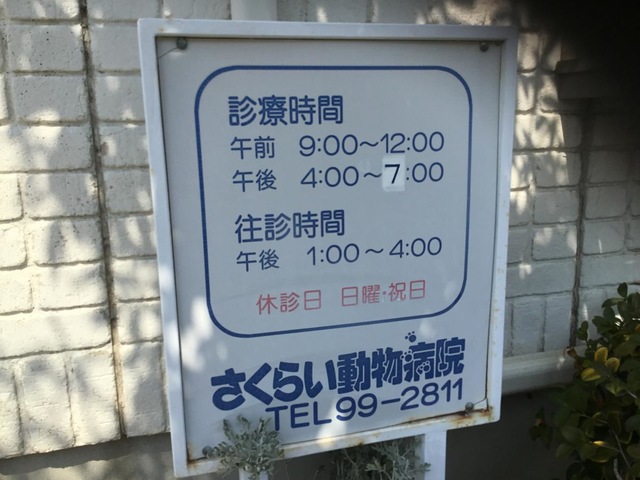 診療時間
午前 9:00～12:00
午後 4:00～7:00
往診時間
午後 1:00～4:00
休診日 日曜・祝日
さくらい動物病院
TEL99-2811